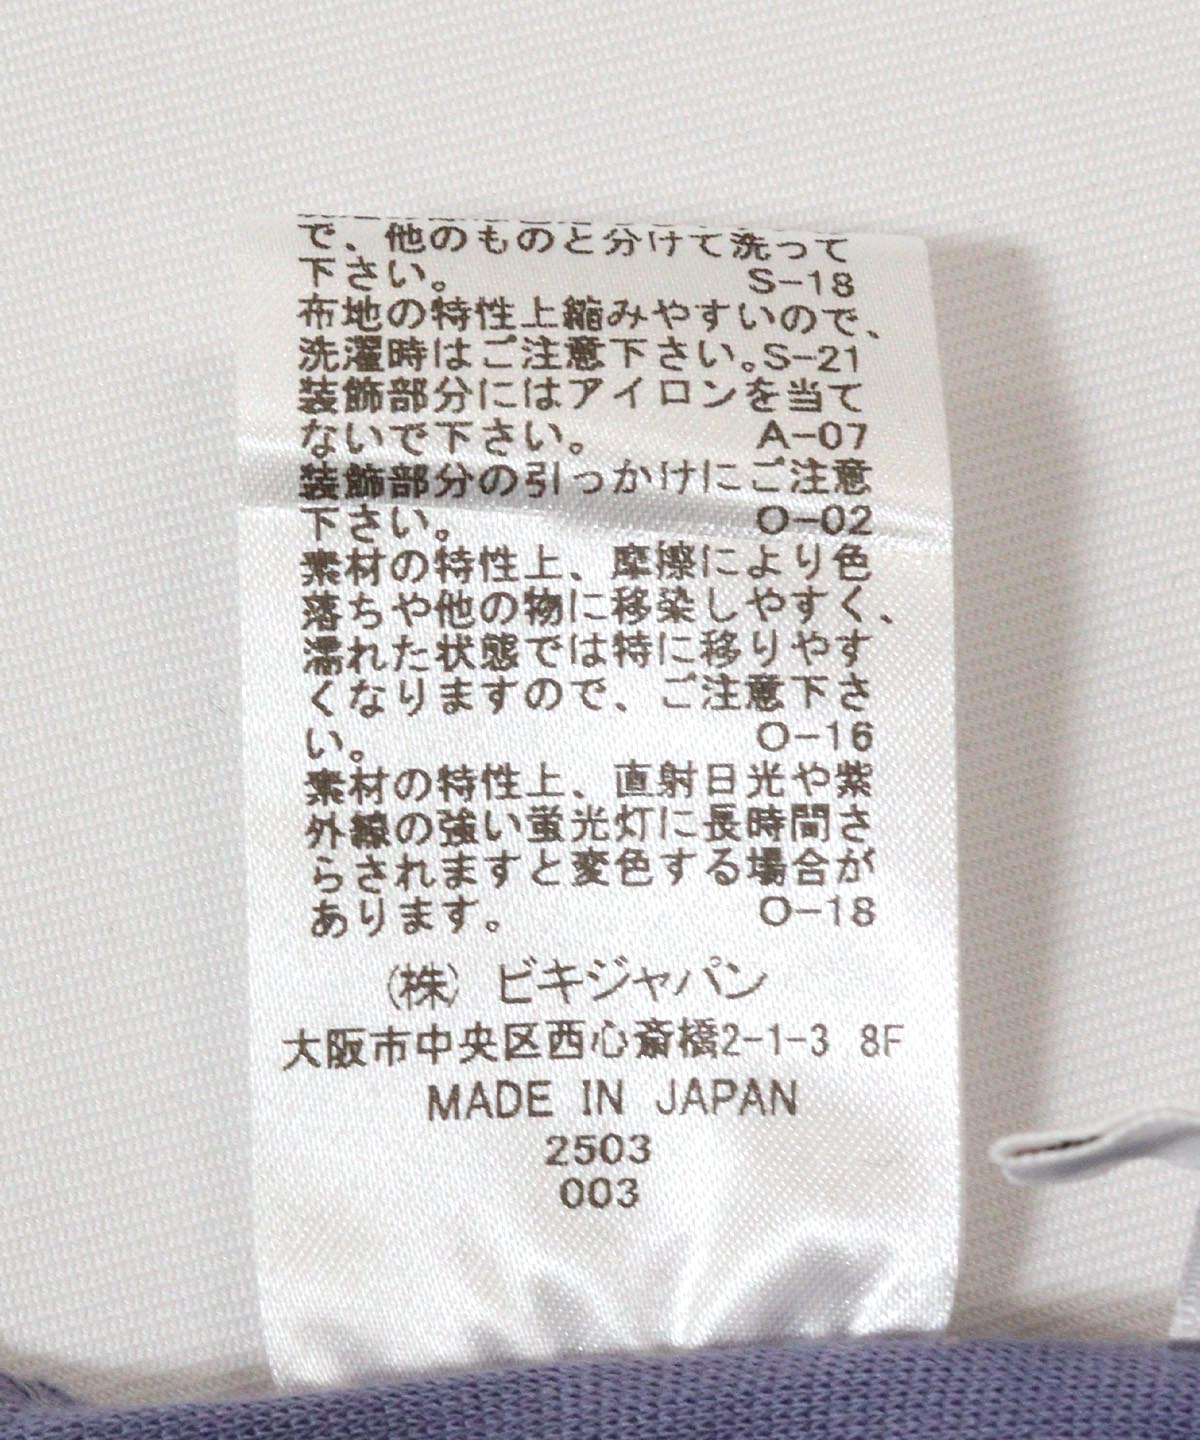 で、他のものと分けて洗って
下さい。 S-18
布地の特性上縮みやすいので、
洗濯時はご注意下さい。S-21
装飾部分にはアイロンを当て
ないで下さい。 A-07
装飾部分の引っかけにご注意
下さい。 O-02
素材の特性上、摩擦により色
落ちや他の物に移染しやすく、
濡れた状態では特に移りやす
くなりますので、ご注意下さ
い。 O-16
素材の特性上、直射日光や紫
外線の強い蛍光灯に長時間さ
らされますと変色する場合が
あります。 O-18
(株) ビキジャパン
大阪市中央区西心斎橋2-1-3 8F
MADE IN JAPAN
2503
003